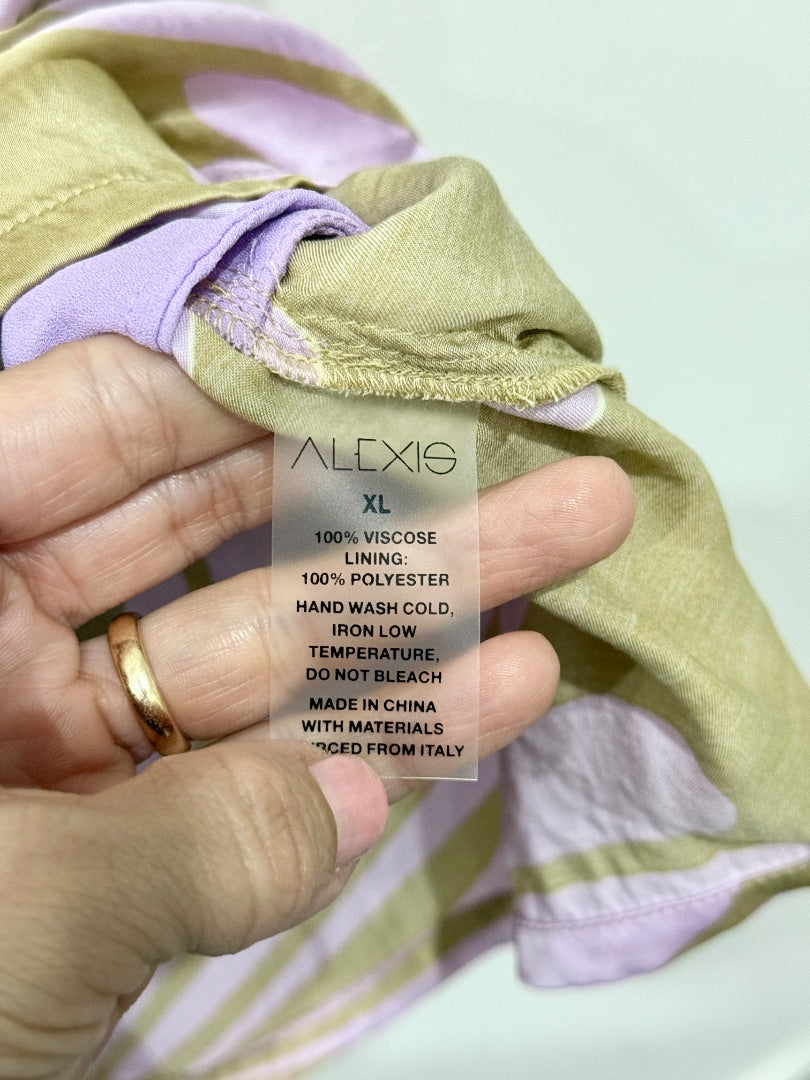 ALEXIS
XL
100% VISCOSE
LINING:
100% POLYESTER
HAND WASH COLD,
IRON LOW
TEMPERATURE,
DO NOT BLEACH
MADE IN CHINA
WITH MATERIALS
FROM ITALY